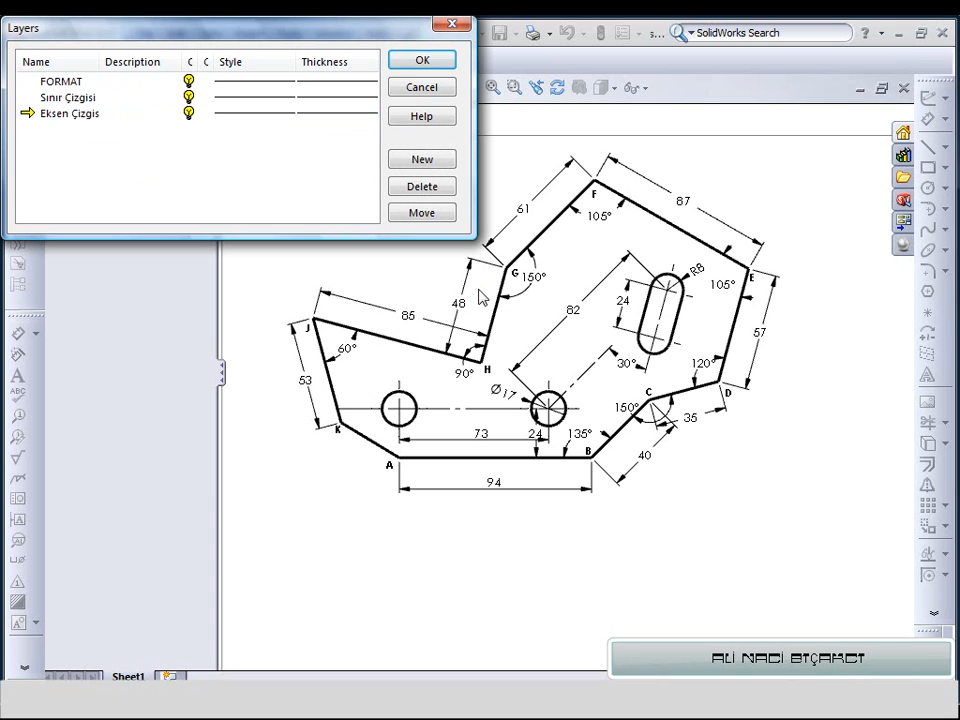 Layers
SolidWorks Search
s...
?
Name Description C C Style Thickness
FORMAT
Sınır Çizgisi
Eksen Çizgis
OK
Cancel
Help
New
Delete
Move
61
F
87
105°
G
150°
R8
E
105°
48
82
24
85
J
57
60°
30°
120°
90°
H
53
Ø17
C
D
150°
35
K
73
24
135°
40
A
B
94
Sheet1
ALİ NACİ BIÇAKCI